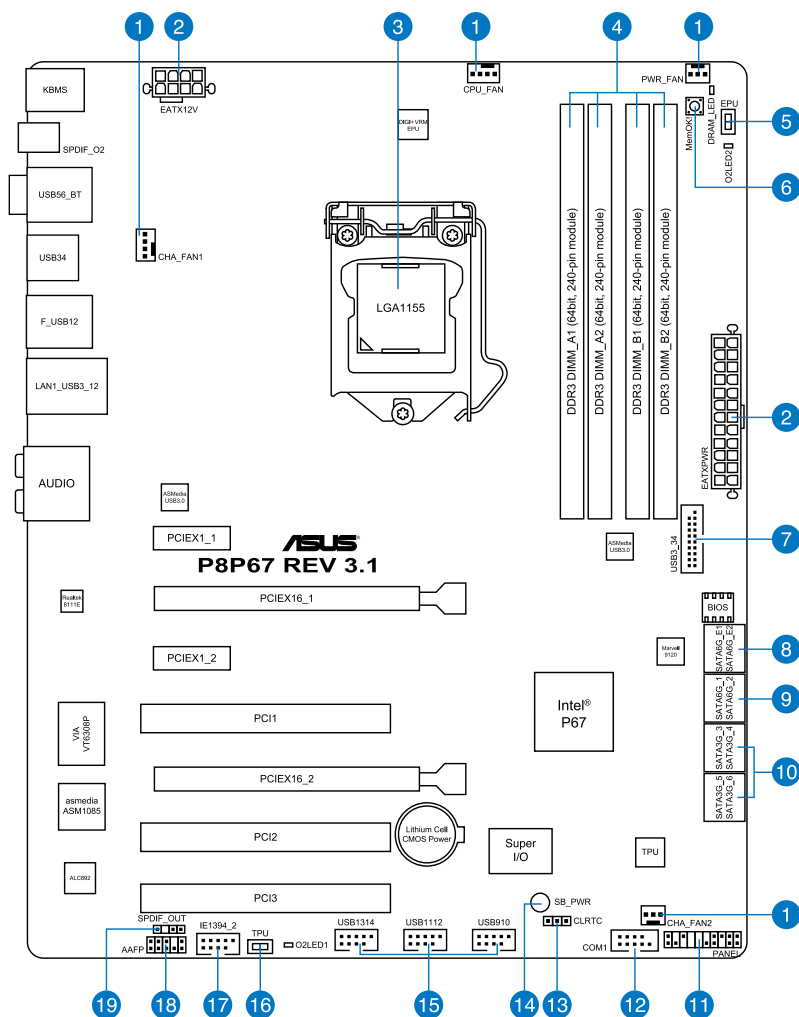 1
2
3
1
4
1
KBMS
EATX12V
CPU_FAN
PWR_FAN
DIGI+VRM
EPU
SPDIF_O2
MemOK!
DRAM_LED
EPU
5
O2LED2
6
USB56_BT
1
CHA_FAN1
USB34
LGA1155
F_USB12
DDR3 DIMM_A1 (64bit, 240-pin module)
DDR3 DIMM_A2 (64bit, 240-pin module)
DDR3 DIMM_B1 (64bit, 240-pin module)
DDR3 DIMM_B2 (64bit, 240-pin module)
LAN1_USB3_12
2
EATXPWR
AUDIO
ASMedia
USB3.0
PCIEX1_1
ASUS
P8P67 REV 3.1
ASMedia
USB3.0
USB3_34
7
Realtek
8111E
PCIEX16_1
BIOS
PCIEX1_2
Marvell
9120
SATA6G_E1
SATA6G_E2
8
SATA6G_1
SATA6G_2
9
Intel®
P67
VIA
VT6308P
PCI1
SATA3G_3
SATA3G_4
10
SATA3G_5
SATA3G_6
PCIEX16_2
asmedia
ASM1085
Lithium Cell
CMOS Power
PCI2
Super
I/O
TPU
ALC892
PCI3
SB_PWR
CLRTC
CHA_FAN2
1
SPDIF_OUT
AAFP
IE1394_2
TPU
O2LED1
USB1314
USB1112
USB910
COM1
PANEL
19
18
17
16
15
14
13
12
11